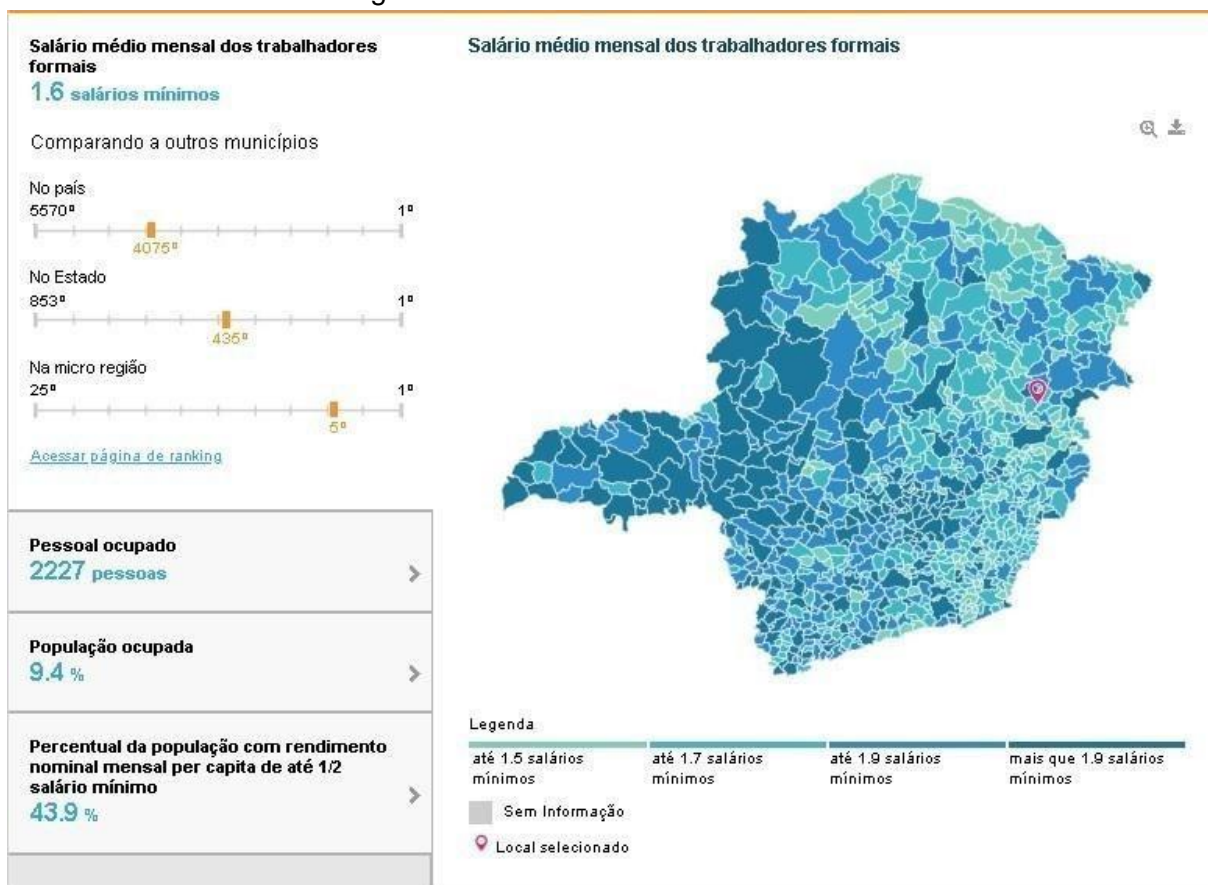 Salário médio mensal dos trabalhadores
formais
1.6 salários mínimos
Comparando a outros municípios
No país
5570º
1º
4075º
No Estado
853º
1º
435º
Na micro região
25º
1º
5º
Acessar página de ranking
Pessoal ocupado
2227 pessoas
População ocupada
9.4 %
Percentual da população com rendimento
nominal mensal per capita de até 1/2
salário mínimo
43.9 %
Salário médio mensal dos trabalhadores formais
Legenda
até 1.5 salários
mínimos
até 1.7 salários
mínimos
até 1.9 salários
mínimos
mais que 1.9 salários
mínimos
Sem Informação
Local selecionado